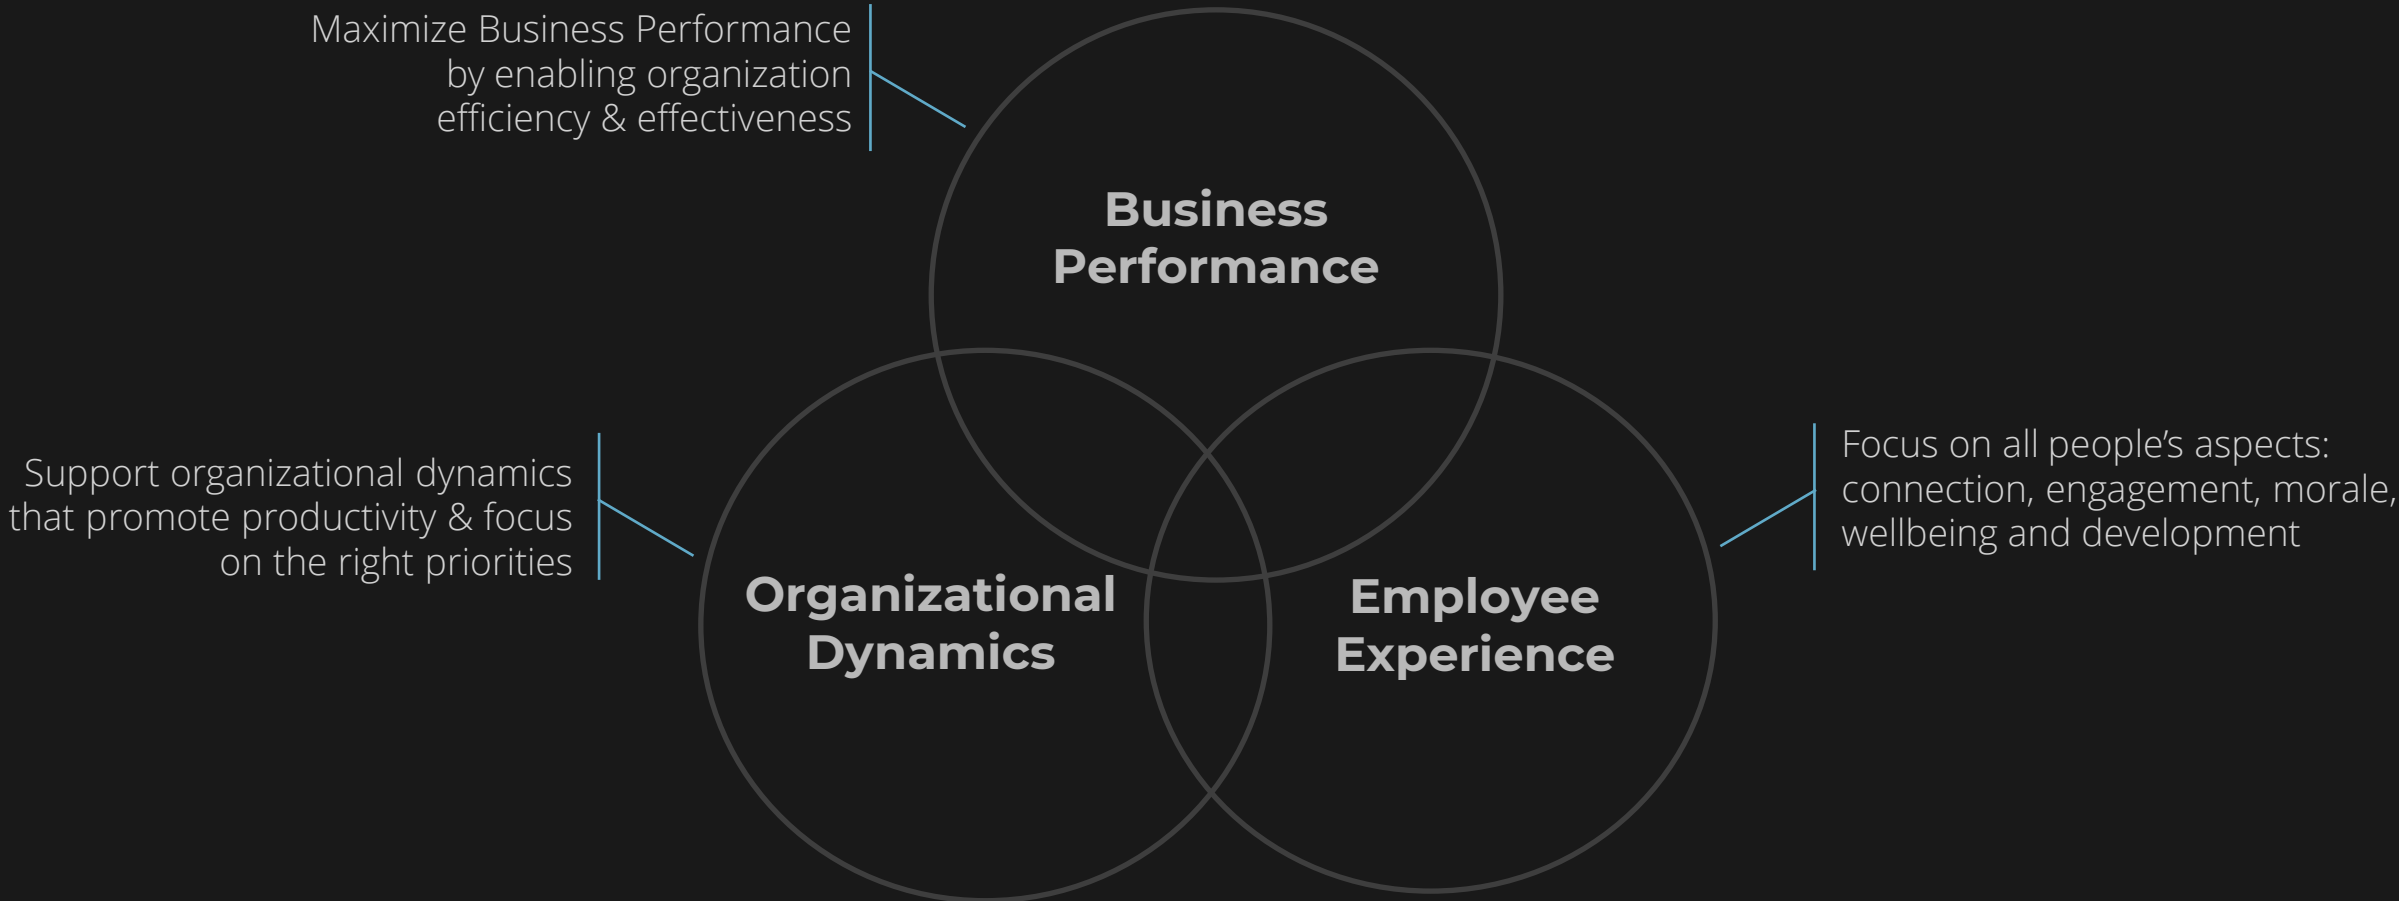 Maximize Business Performance
by enabling organization
efficiency & effectiveness
Business
Performance
Support organizational dynamics
that promote productivity & focus
on the right priorities
Focus on all people’s aspects:
connection, engagement, morale,
wellbeing and development
Organizational
Dynamics
Employee
Experience